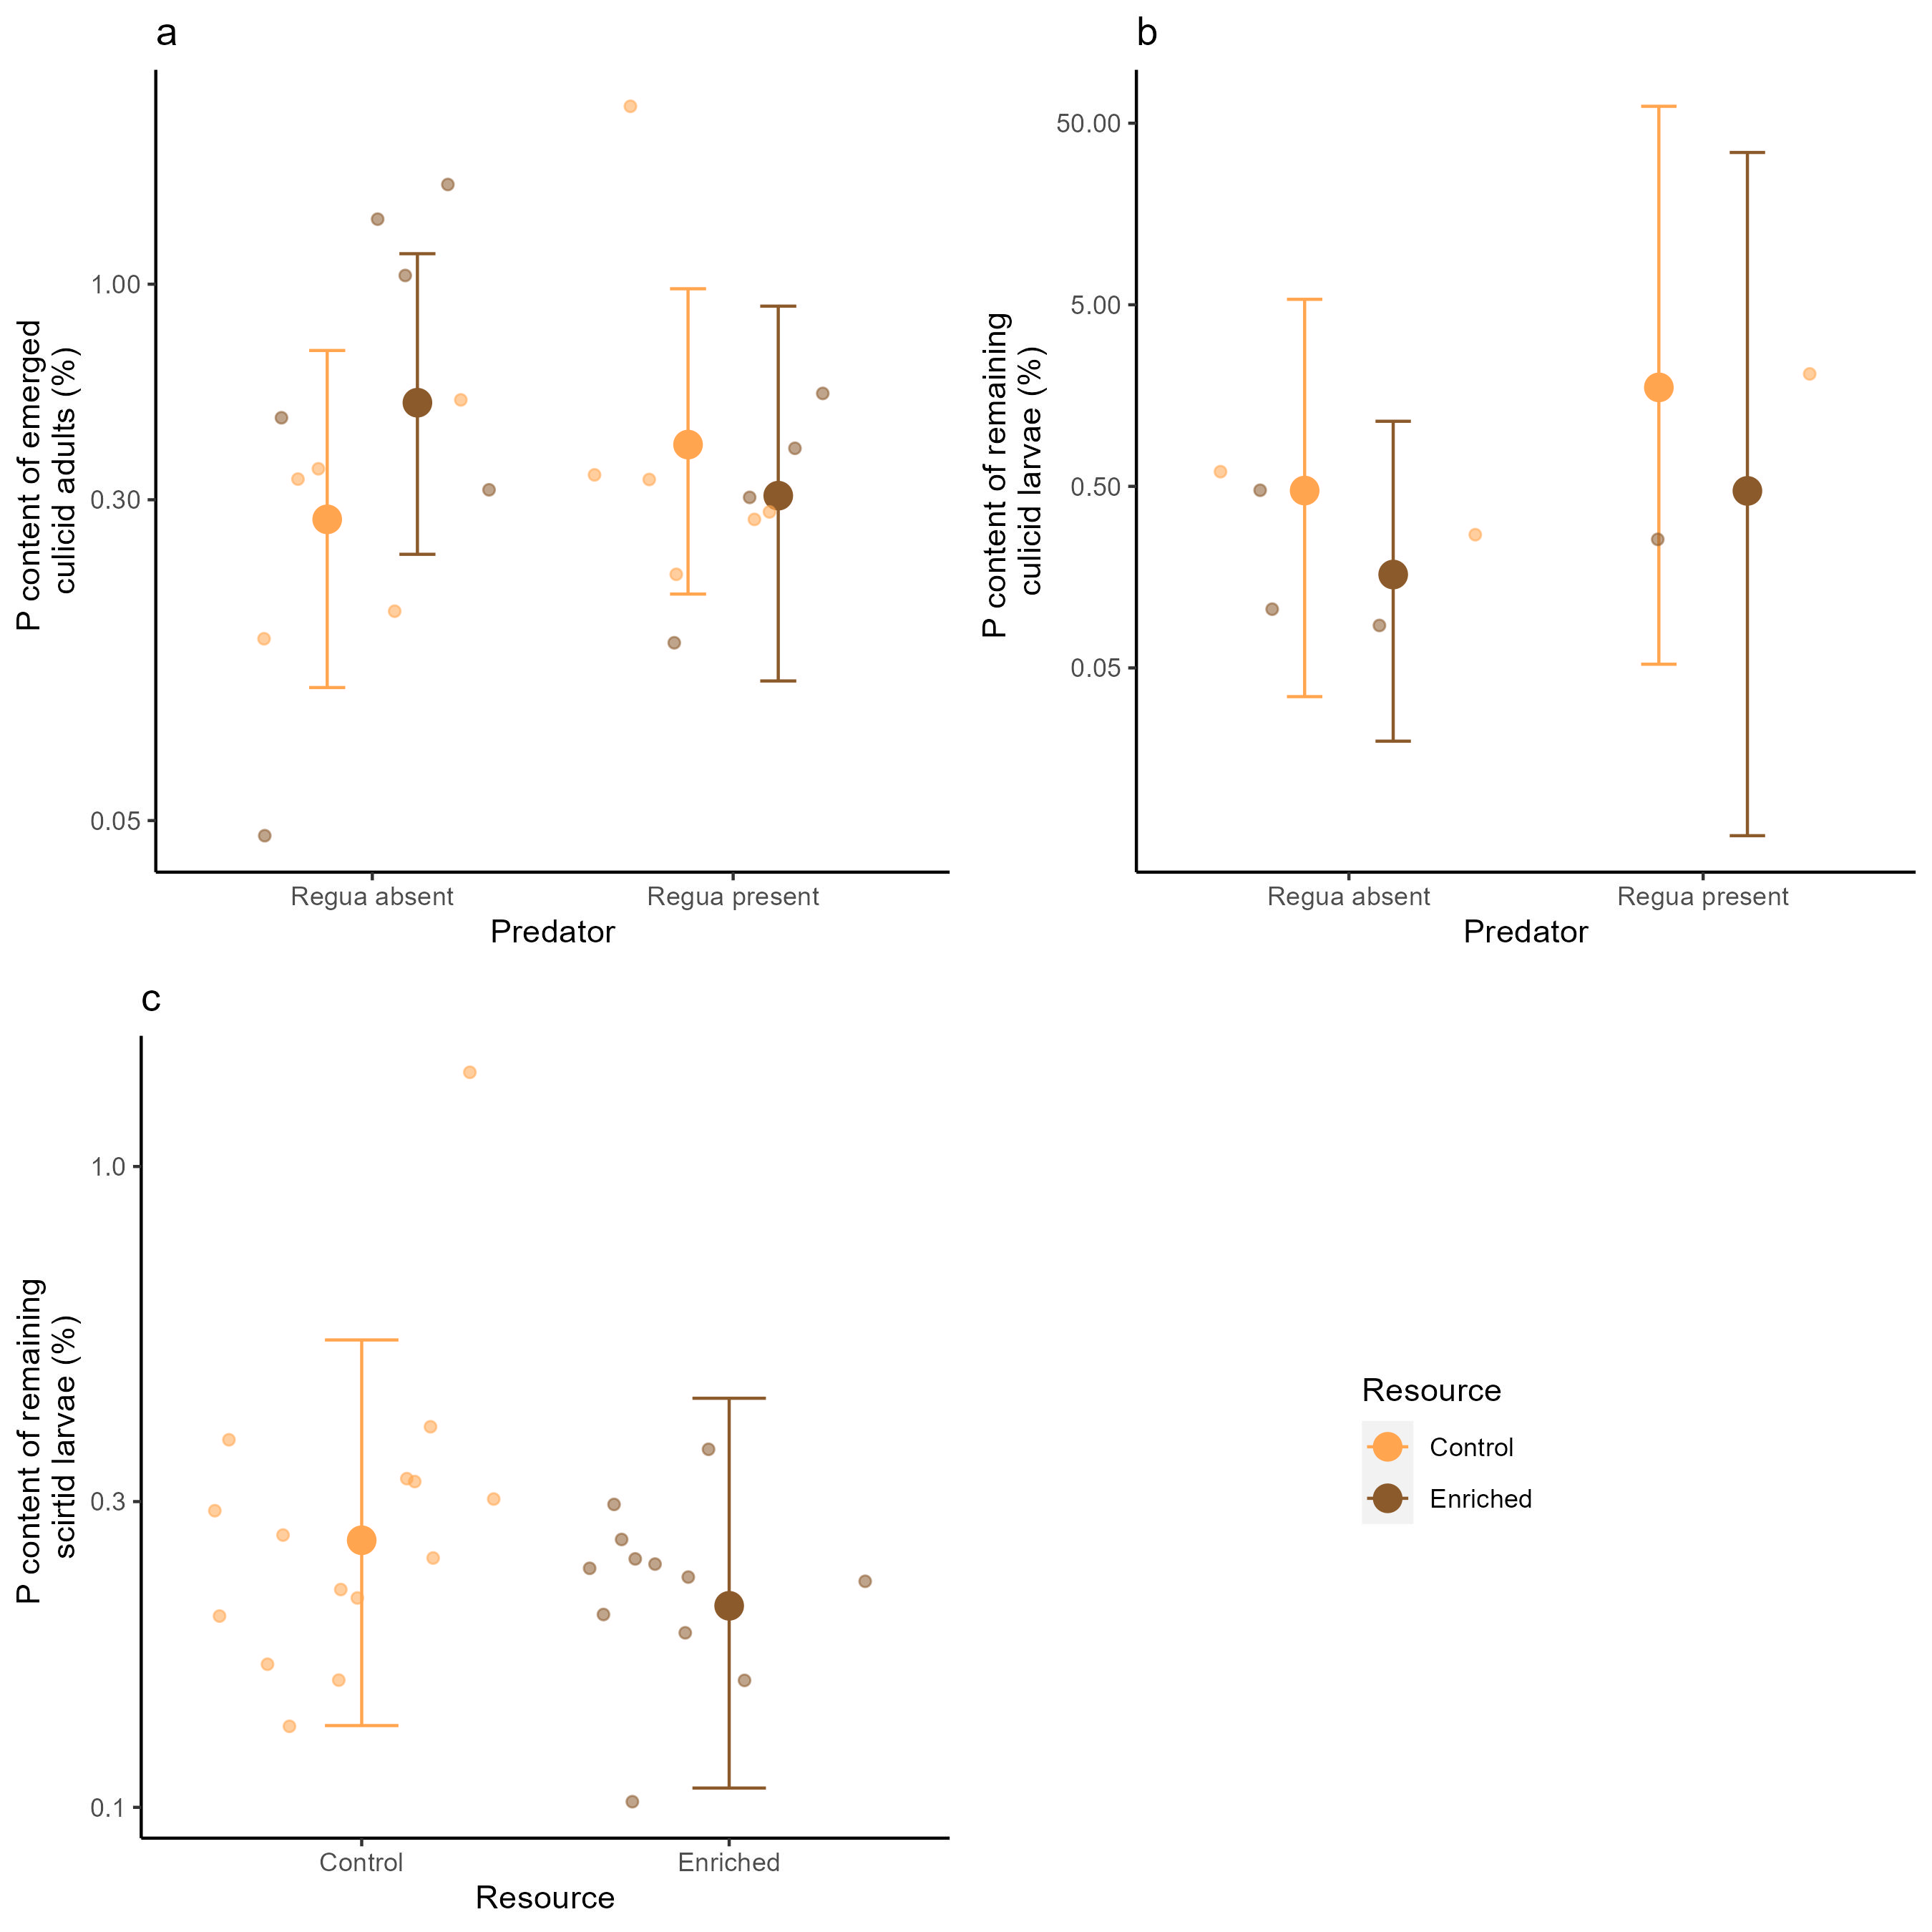 a
P content of emerged
culicid adults (%)
1.00
0.30
0.05
Regua absent
Regua present
Predator
b
P content of remaining
culicid larvae (%)
50.00
5.00
0.50
0.05
Regua absent
Regua present
Predator
c
P content of remaining
scirtid larvae (%)
1.0
0.3
0.1
Control
Enriched
Resource
Resource
Control
Enriched